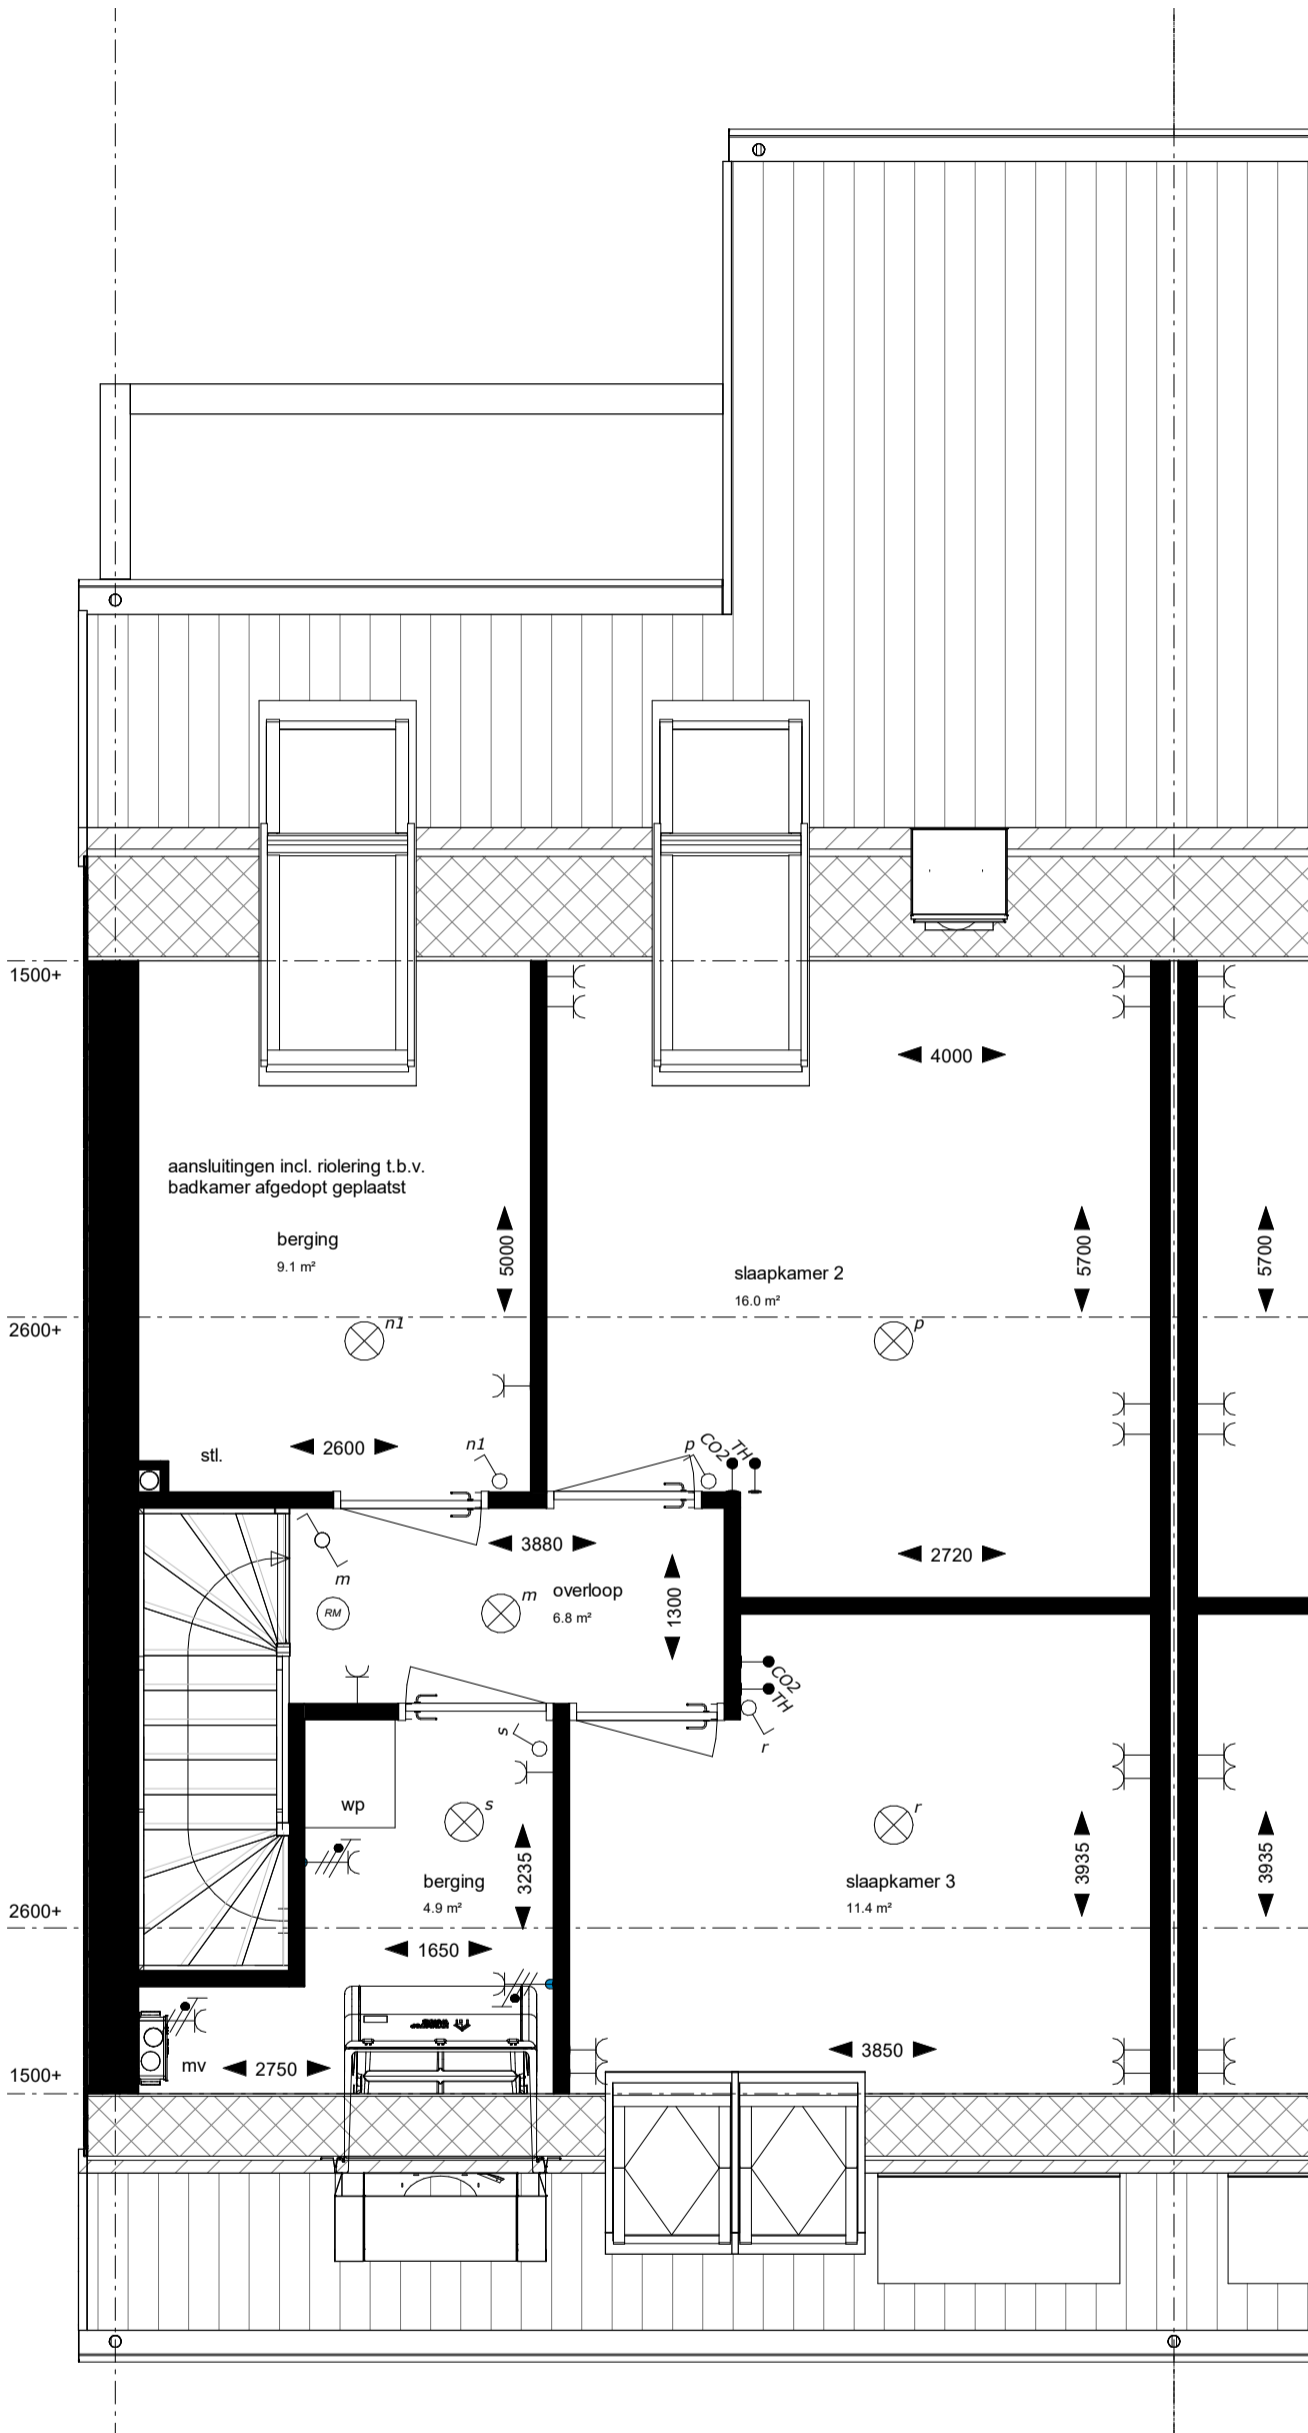 1500+
4000
aansluitingen incl. riolering t.b.v.
badkamer afgedopt geplaatst
berging
9.1 m²
5000
slaapkamer 2
16.0 m²
5700
5700
2600+
n1
p
stl.
2600
n1
p
CO2
TH
3880
2720
m
RM
m
overloop
6.8 m²
1300
CO2
TH
r
s
wp
s
r
berging
4.9 m²
3235
slaapkamer 3
11.4 m²
3935
3935
2600+
1650
1500+
mv
2750
3850